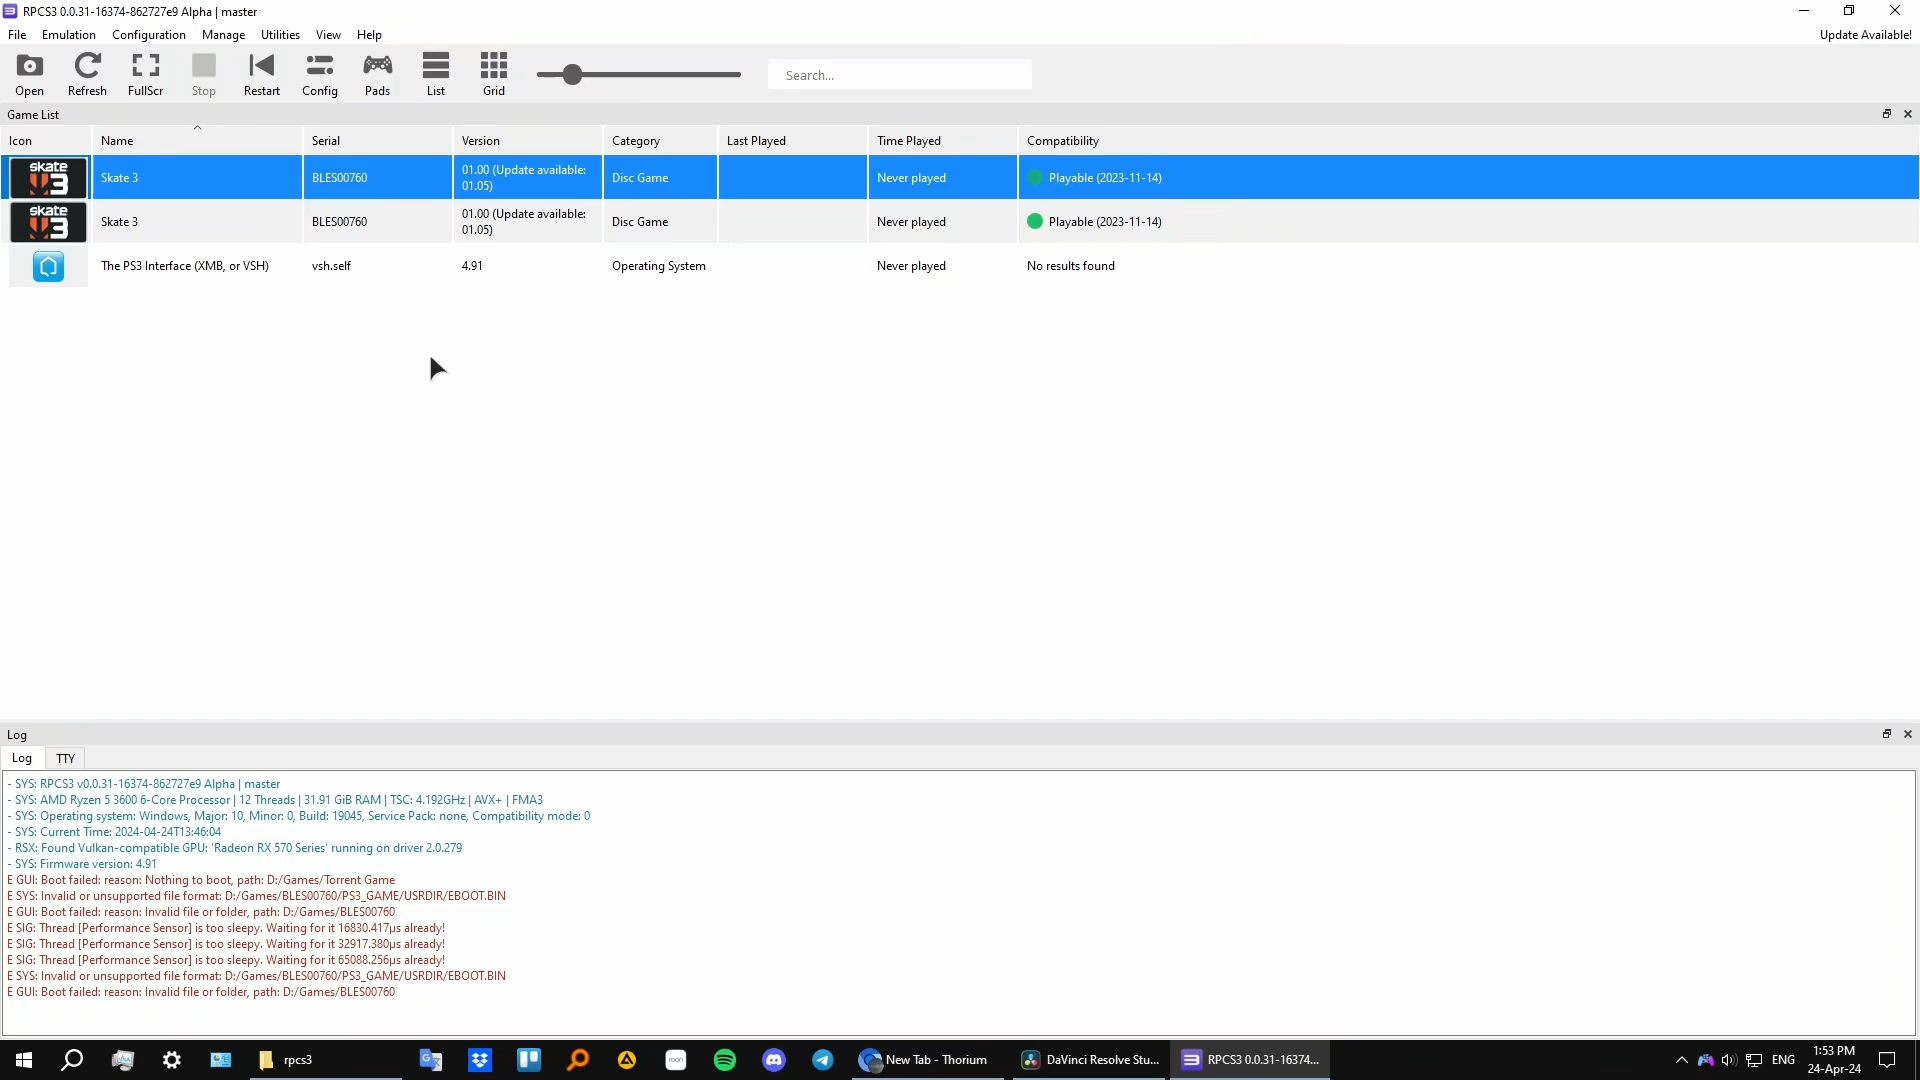 RPCS3 0.0.31-16374-862727e9 Alpha | master
File Emulation Configuration Manage Utilities View Help Update Available!
Open Refresh FullScr Stop Restart Config Pads List Grid Search...
Game List
Icon Name Serial Version Category Last Played Time Played Compatibility
skate 3 Skate 3 BLES00760 01.00 (Update available: 01.05) Disc Game Never played Playable (2023-11-14)
skate 3 Skate 3 BLES00760 01.00 (Update available: 01.05) Disc Game Never played Playable (2023-11-14)
The PS3 Interface (XMB, or VSH) vsh.self 4.91 Operating System Never played No results found
Log
Log TTY
- SYS: RPCS3 v0.0.31-16374-862727e9 Alpha | master
- SYS: AMD Ryzen 5 3600 6-Core Processor | 12 Threads | 31.91 GiB RAM | TSC: 4.192GHz | AVX+ | FMA3
- SYS: Operating system: Windows, Major: 10, Minor: 0, Build: 19045, Service Pack: none, Compatibility mode: 0
- SYS: Current Time: 2024-04-24T13:46:04
- RSX: Found Vulkan-compatible GPU: 'Radeon RX 570 Series' running on driver 2.0.279
- SYS: Firmware version: 4.91
E GUI: Boot failed: reason: Nothing to boot, path: D:/Games/Torrent Game
E SYS: Invalid or unsupported file format: D:/Games/BLES00760/PS3_GAME/USRDIR/EBOOT.BIN
E GUI: Boot failed: reason: Invalid file or folder, path: D:/Games/BLES00760
E SIG: Thread [Performance Sensor] is too sleepy. Waiting for it 16830.417µs already!
E SIG: Thread [Performance Sensor] is too sleepy. Waiting for it 32917.380µs already!
E SIG: Thread [Performance Sensor] is too sleepy. Waiting for it 65088.256µs already!
E SYS: Invalid or unsupported file format: D:/Games/BLES00760/PS3_GAME/USRDIR/EBOOT.BIN
E GUI: Boot failed: reason: Invalid file or folder, path: D:/Games/BLES00760
rpcs3 roon New Tab - Thorium DaVinci Resolve Stu... RPCS3 0.0.31-16374... ENG 1:53 PM
24-Apr-24